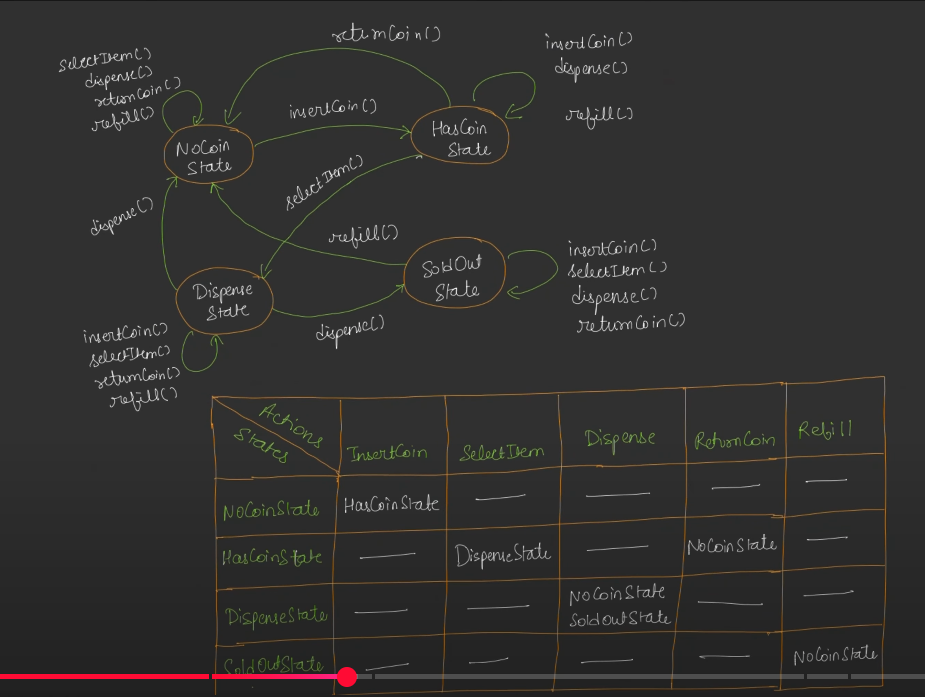 returnCoin()
insertCoin()
dispense()
refill()
selectItem()
dispense()
returnCoin()
refill()
insertCoin()
NoCoin
State
HasCoin
State
selectItem()
dispense()
refill()
SoldOut
State
insertCoin()
selectItem()
dispense()
returnCoin()
Dispense
State
dispense()
insertCoin()
selectItem()
returnCoin()
refill()
Actions
States
InsertCoin
SelectItem
Dispense
ReturnCoin
Refill
NoCoinState
HasCoinState
—
—
—
—
HasCoinState
—
DispenseState
—
NoCoinState
—
DispenseState
—
—
NoCoinState
SoldOutState
—
—
SoldOutState
—
—
—
—
NoCoinState